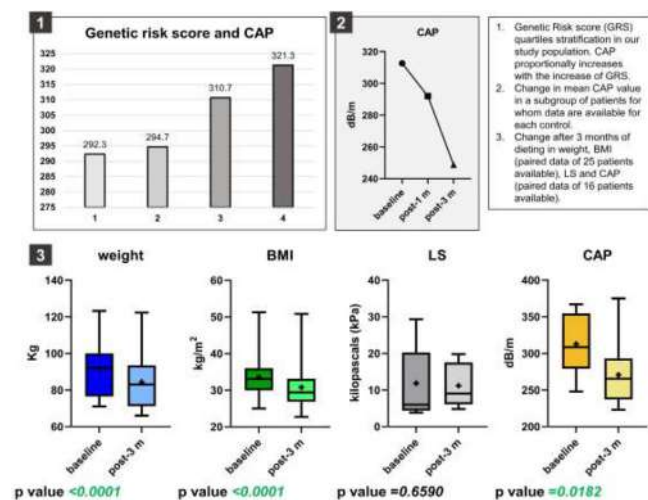 1
Genetic risk score and CAP
325
320
315
310
305
300
295
290
285
280
275
292.3
294.7
310.7
321.3
1 2 3 4
2
CAP
dB/m
320
300
280
260
240
baseline
post-1 m
post-3 m
1. Genetic Risk score (GRS)
quartiles stratification in our
study population. CAP
proportionally increases
with the increase of GRS.
2. Change in mean CAP value
in a subgroup of patients for
whom data are available for
each control.
3. Change after 3 months of
dieting in weight, BMI
(paired data of 25 patients
available), LS and CAP
(paired data of 16 patients
available).
3
weight
Kg
140
120
100
80
60
baseline
post-3 m
p value <0.0001
BMI
kg/m²
60
50
40
30
20
baseline
post-3 m
p value <0.0001
LS
kilopascals (kPa)
40
30
20
10
0
baseline
post-3 m
p value =0.6590
CAP
dB/m
400
350
300
250
200
baseline
post-3 m
p value =0.0182